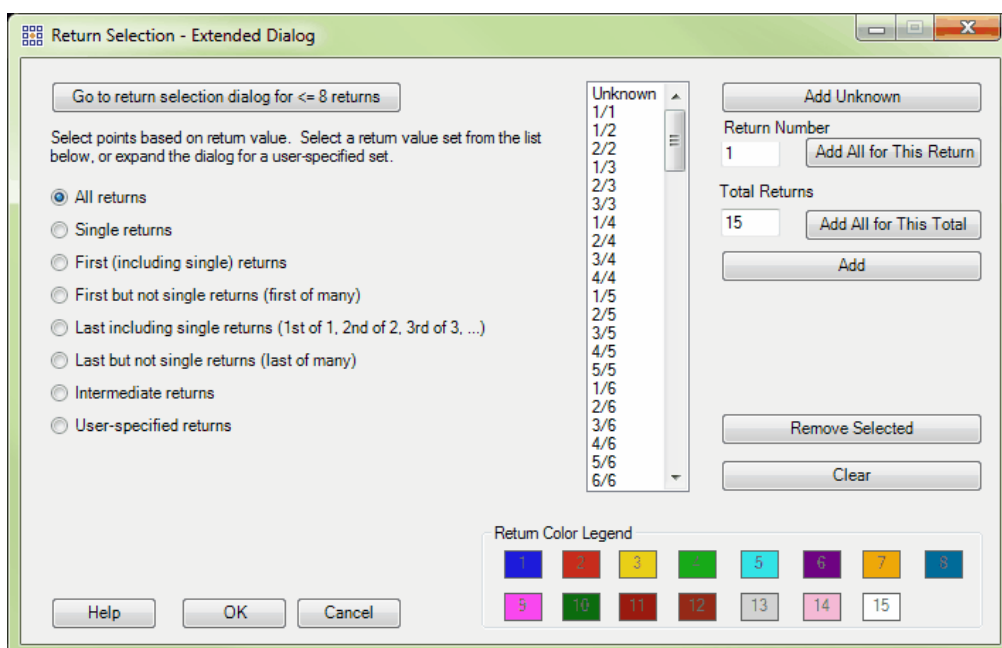 Return Selection - Extended Dialog
Go to return selection dialog for <= 8 returns
Select points based on return value. Select a return value set from the list
below, or expand the dialog for a user-specified set.
All returns
Single returns
First (including single) returns
First but not single returns (first of many)
Last including single returns (1st of 1, 2nd of 2, 3rd of 3, ...)
Last but not single returns (last of many)
Intermediate returns
User-specified returns
Unknown
1/1
1/2
2/2
1/3
2/3
3/3
1/4
2/4
3/4
4/4
1/5
2/5
3/5
4/5
5/5
1/6
2/6
3/6
4/6
5/6
6/6
Add Unknown
Return Number
1 Add All for This Return
Total Returns
15 Add All for This Total
Add
Remove Selected
Clear
Return Color Legend
1 2 3 4 5 6 7 8
9 10 11 12 13 14 15
Help OK Cancel